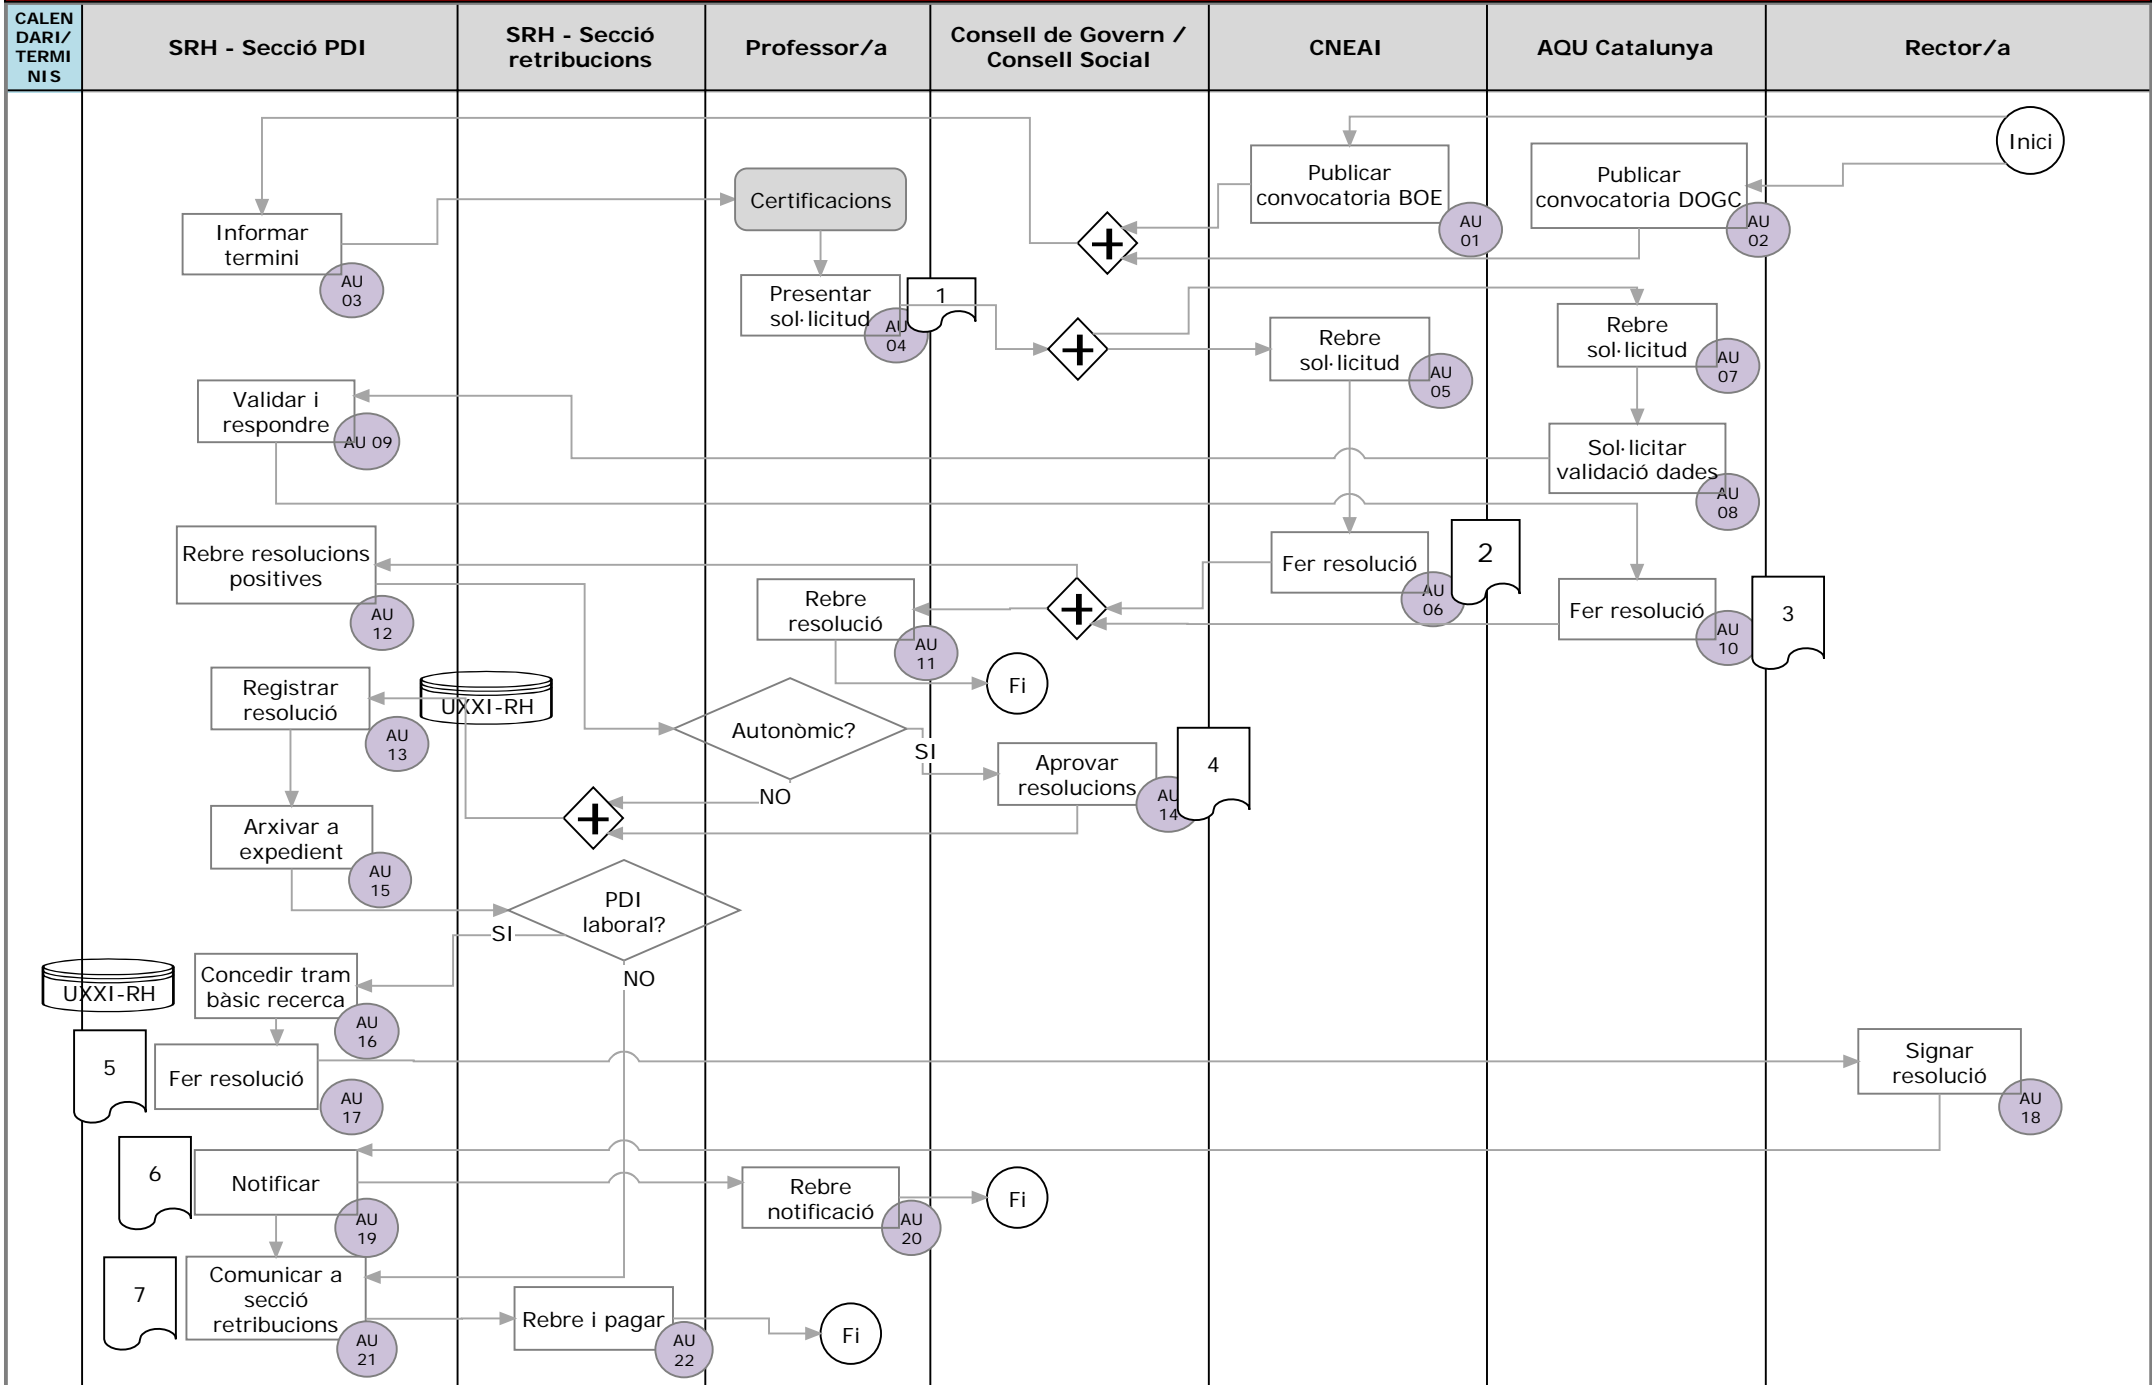 CALEN
DARI/
TERMI
NIS
SRH - Secció PDI
SRH - Secció
retribucions
Professor/a
Consell de Govern /
Consell Social
CNEAI
AQU Catalunya
Rector/a
Inici
Publicar
convocatoria BOE
AU
01
Publicar
convocatoria DOGC
AU
02
Certificacions
Informar
termini
AU
03
Presentar
sol·licitud
AU
04
1
Rebre
sol·licitud
AU
05
Rebre
sol·licitud
AU
07
Validar i
respondre
AU 09
Sol·licitar
validació dades
AU
08
Rebre resolucions
positives
AU
12
Rebre
resolució
AU
11
Fer resolució
AU
06
2
Fer resolució
AU
10
3
Fi
Registrar
resolució
AU
13
UXXI-RH
Autonòmic?
SI
NO
Aprovar
resolucions
AU
14
4
Arxivar a
expedient
AU
15
PDI
laboral?
SI
NO
UXXI-RH
Concedir tram
bàsic recerca
AU
16
5
Fer resolució
AU
17
Signar
resolució
AU
18
6
Notificar
AU
19
Rebre
notificació
AU
20
Fi
7
Comunicar a
secció
retribucions
AU
21
Rebre i pagar
AU
22
Fi